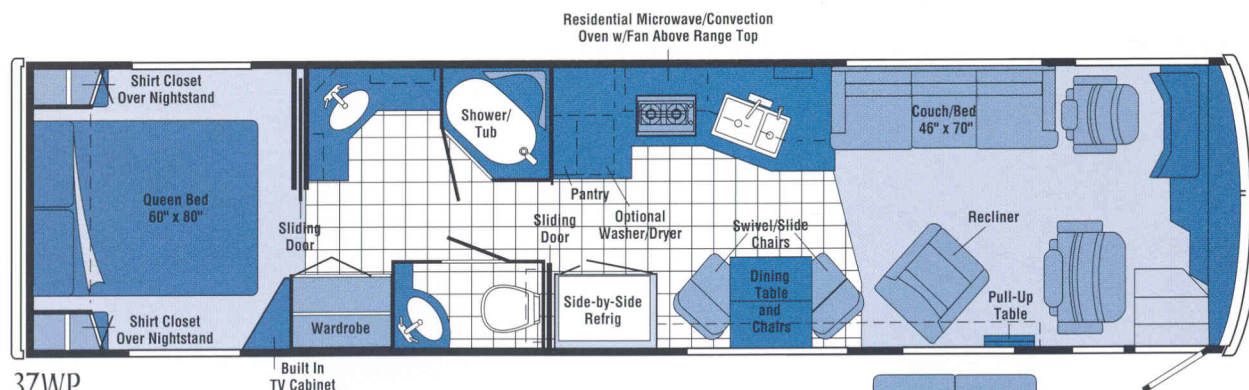 Residential Microwave/Convection
Oven w/Fan Above Range Top
Shirt Closet
Over Nightstand
Shower/
Tub
Couch/Bed
46" x 70"
Queen Bed
60" x 80"
Pantry
Sliding
Door
Sliding
Door
Optional
Washer/Dryer
Swivel/Slide
Chairs
Recliner
Dining
Table
and
Chairs
Side-by-Side
Refrig
Pull-Up
Table
Shirt Closet
Over Nightstand
Wardrobe
Built In
TV Cabinet
37WP